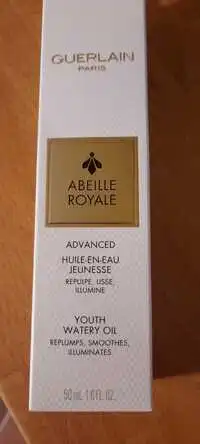 GUERLAIN
PARIS
ABEILLE
ROYALE
ADVANCED
HUILE-EN-EAU
JEUNESSE
REPULPE, LISSE,
ILLUMINE
YOUTH
WATERY OIL
REPLUMPS, SMOOTHES,
ILLUMINATES
50 mL 1.6 FL. OZ.